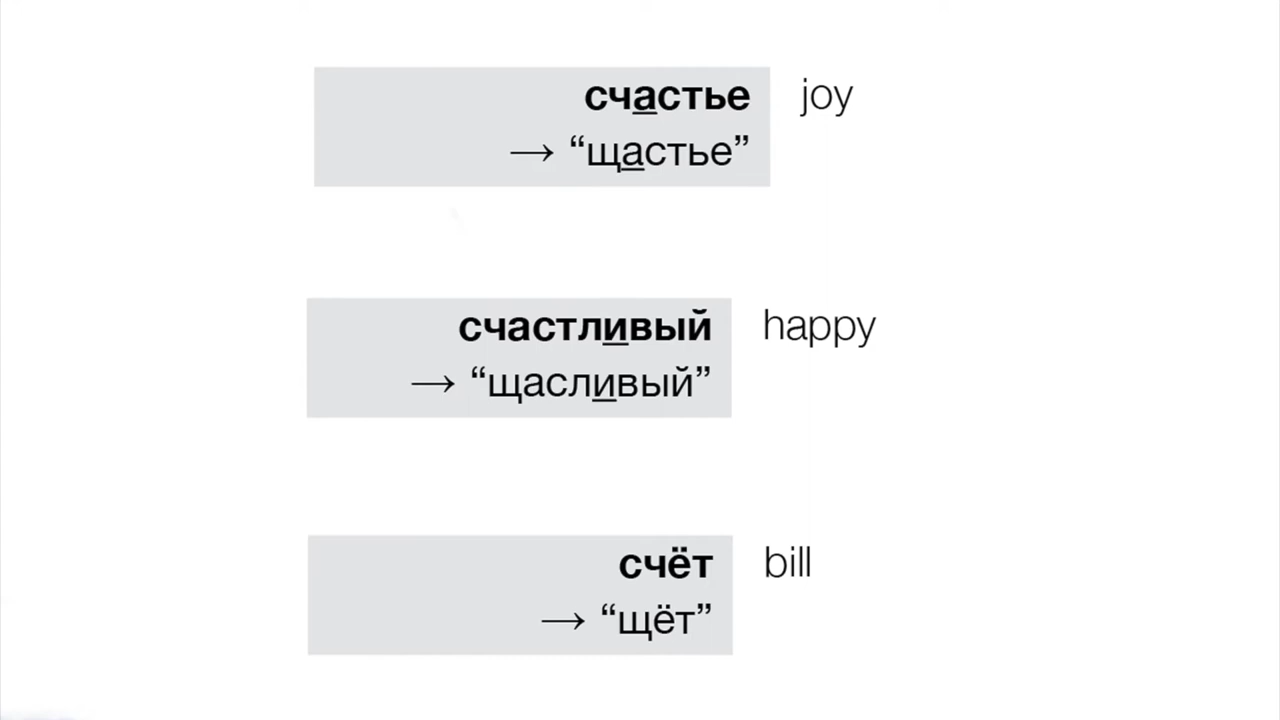 счастье joy
→ “щастье”
счастливый happy
→ “щасливый”
счёт bill
→ “щёт”